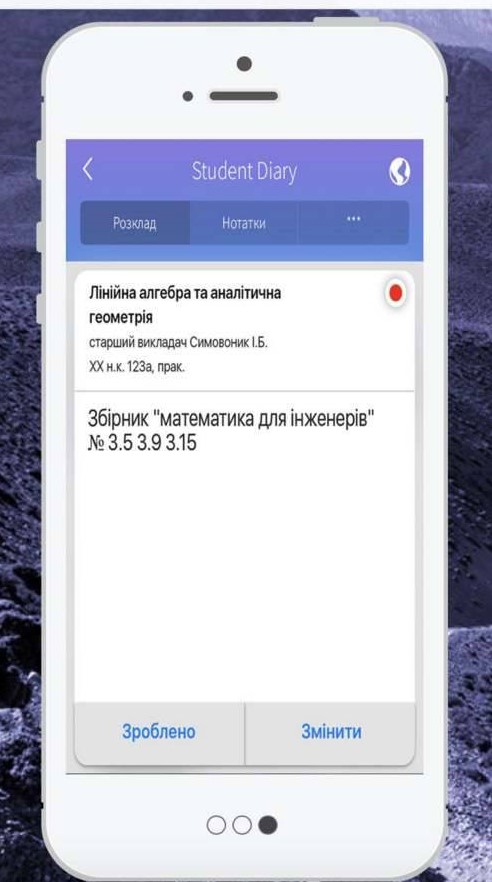 Student Diary
Розклад
Нотатки
...
Лінійна алгебра та аналітична
геометрія
старший викладач Симовоник І.Б.
XX н.к. 123а, прак.
Збірник "математика для інженерів"
№ 3.5 3.9 3.15
Зроблено
Змінити